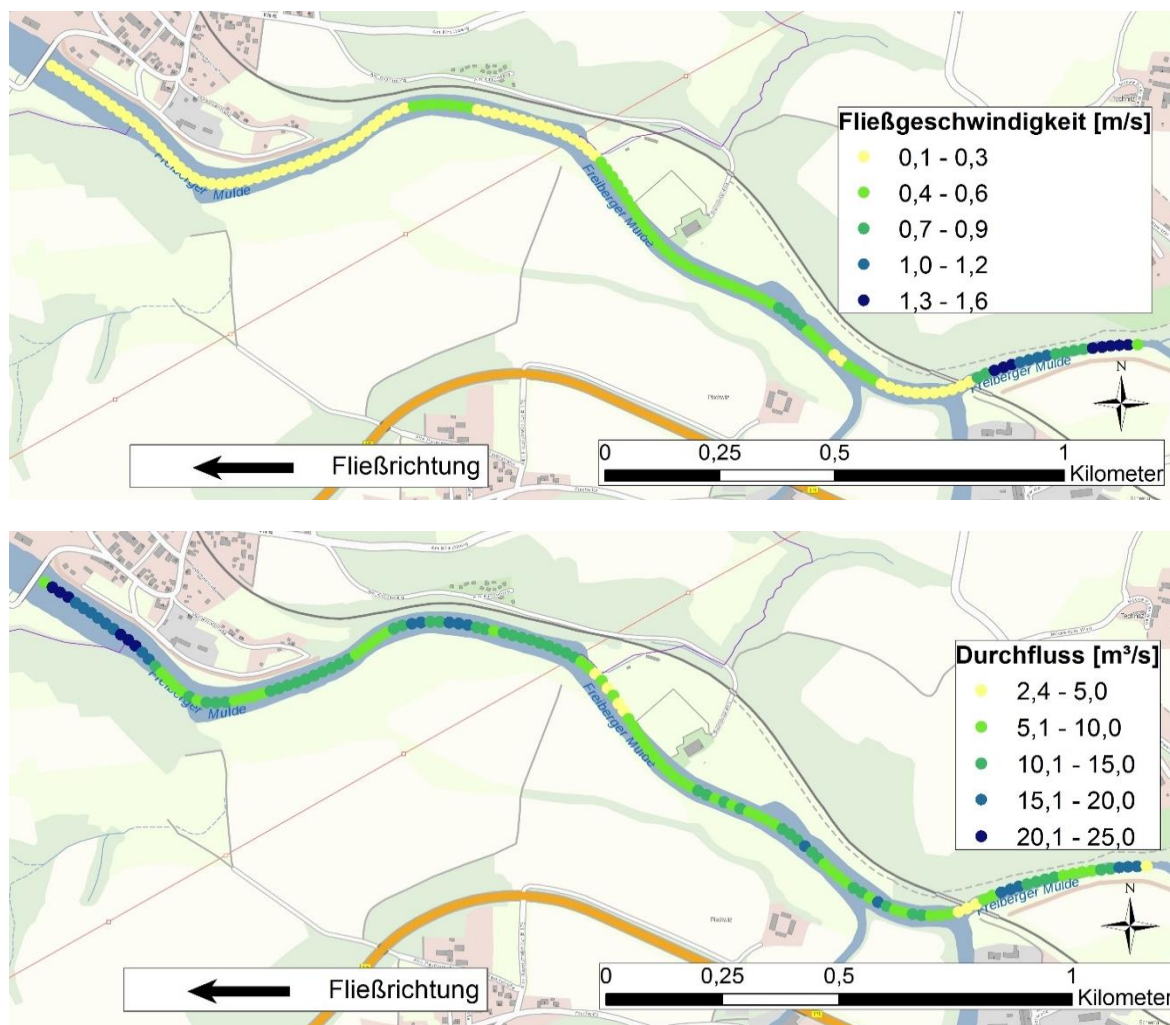 Fließgeschwindigkeit [m/s]
0,1 - 0,3
0,4 - 0,6
0,7 - 0,9
1,0 - 1,2
1,3 - 1,6
Freiberger Mulde
Freiberger Mulde
Freiberger Mulde
N
Fließrichtung
0 0,25 0,5 1
Kilometer
Durchfluss [m³/s]
2,4 - 5,0
5,1 - 10,0
10,1 - 15,0
15,1 - 20,0
20,1 - 25,0
Freiberger Mulde
Freiberger Mulde
Freiberger Mulde
N
Fließrichtung
0 0,25 0,5 1
Kilometer